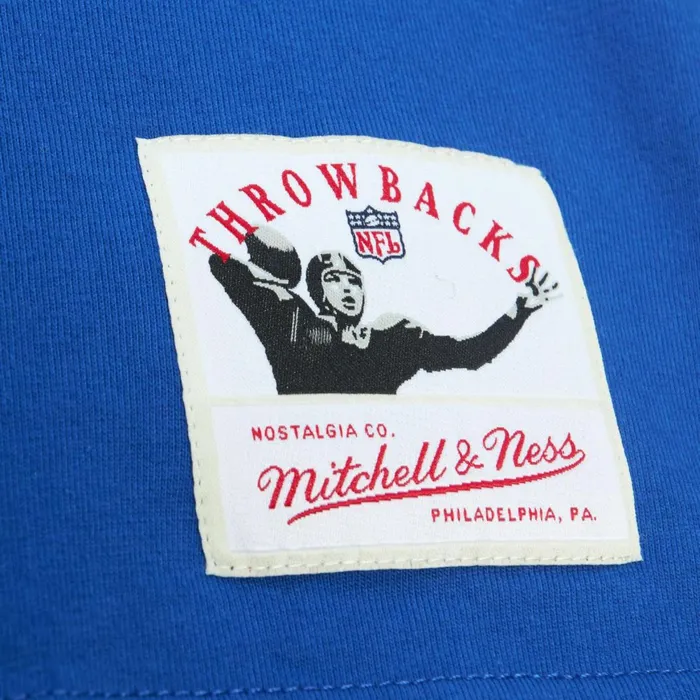 THROWBACKS
NFL
NOSTALGIA CO.
Mitchell & Ness
PHILADELPHIA, PA.